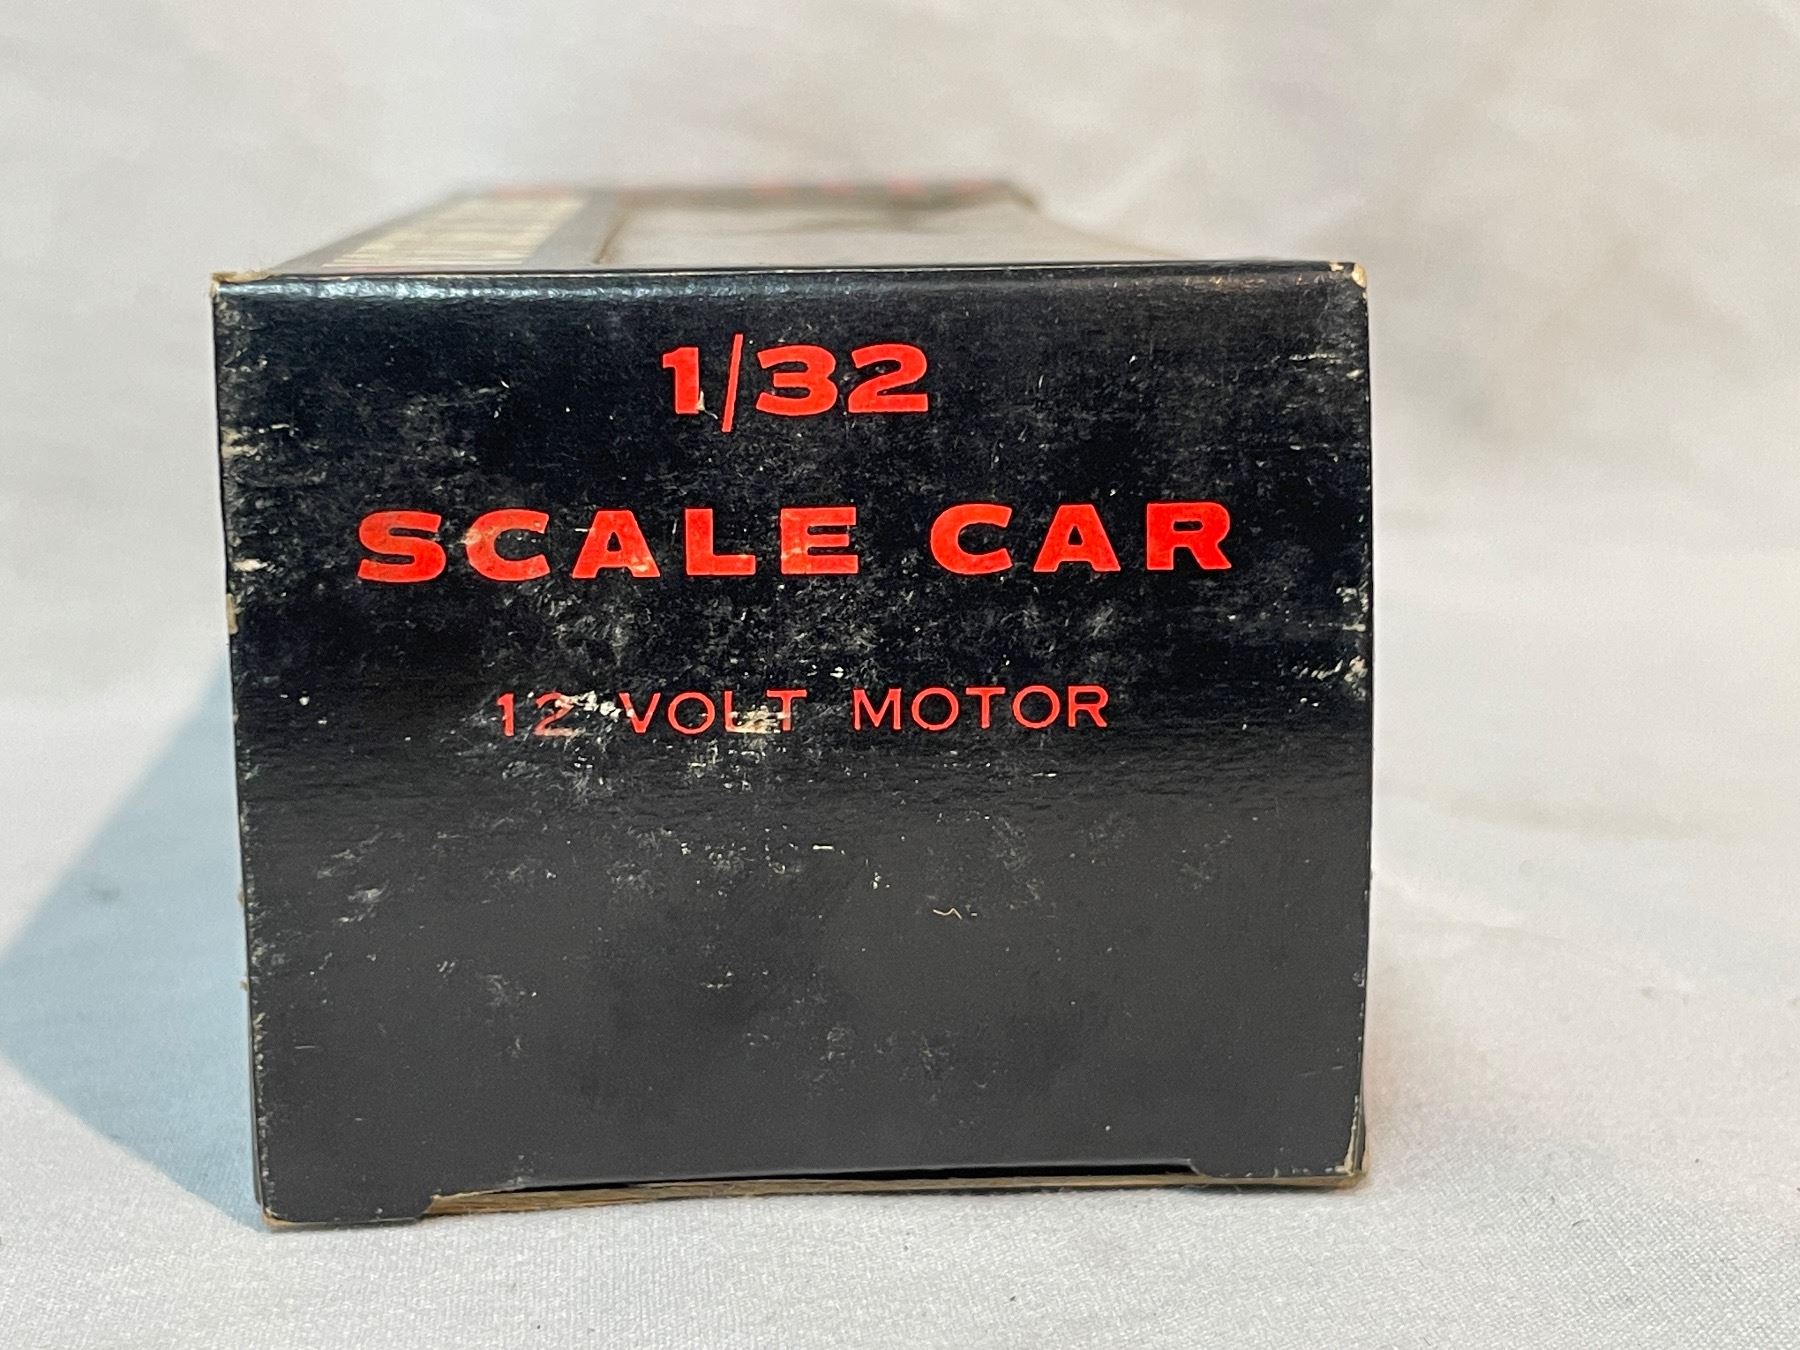 1/32
SCALE CAR
12 VOLT MOTOR